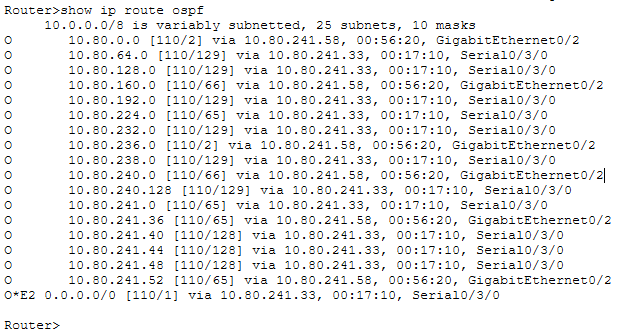 Router>show ip route ospf
     10.0.0.0/8 is variably subnetted, 25 subnets, 10 masks
O       10.80.0.0 [110/2] via 10.80.241.58, 00:56:20, GigabitEthernet0/2
O       10.80.64.0 [110/129] via 10.80.241.33, 00:17:10, Serial0/3/0
O       10.80.128.0 [110/129] via 10.80.241.33, 00:17:10, Serial0/3/0
O       10.80.160.0 [110/66] via 10.80.241.58, 00:56:20, GigabitEthernet0/2
O       10.80.192.0 [110/129] via 10.80.241.33, 00:17:10, Serial0/3/0
O       10.80.224.0 [110/65] via 10.80.241.33, 00:17:10, Serial0/3/0
O       10.80.232.0 [110/129] via 10.80.241.33, 00:17:10, Serial0/3/0
O       10.80.236.0 [110/2] via 10.80.241.58, 00:56:20, GigabitEthernet0/2
O       10.80.238.0 [110/129] via 10.80.241.33, 00:17:10, Serial0/3/0
O       10.80.240.0 [110/66] via 10.80.241.58, 00:56:20, GigabitEthernet0/2
O       10.80.240.128 [110/129] via 10.80.241.33, 00:17:10, Serial0/3/0
O       10.80.241.0 [110/65] via 10.80.241.33, 00:17:10, Serial0/3/0
O       10.80.241.36 [110/65] via 10.80.241.58, 00:56:20, GigabitEthernet0/2
O       10.80.241.40 [110/128] via 10.80.241.33, 00:17:10, Serial0/3/0
O       10.80.241.44 [110/128] via 10.80.241.33, 00:17:10, Serial0/3/0
O       10.80.241.48 [110/128] via 10.80.241.33, 00:17:10, Serial0/3/0
O       10.80.241.52 [110/65] via 10.80.241.58, 00:56:20, GigabitEthernet0/2
O*E2 0.0.0.0/0 [110/1] via 10.80.241.33, 00:17:10, Serial0/3/0
Router>